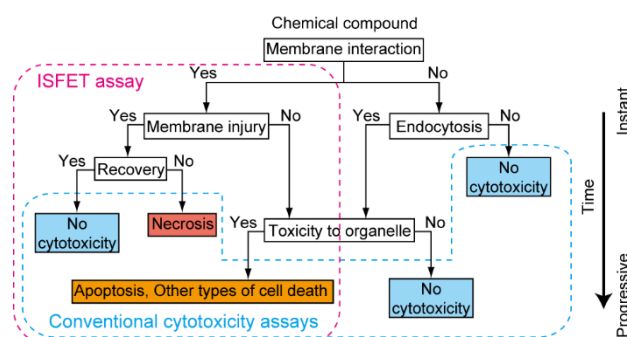 Chemical compound
Membrane interaction
Yes
No
ISFET assay
Yes
Membrane injury
No
Yes
Endocytosis
No
Instant
Yes
Recovery
No
No
cytotoxicity
Time
No
cytotoxicity
Necrosis
Yes
Toxicity to organelle
No
Apoptosis, Other types of cell death
No
cytotoxicity
Conventional cytotoxicity assays
Progressive